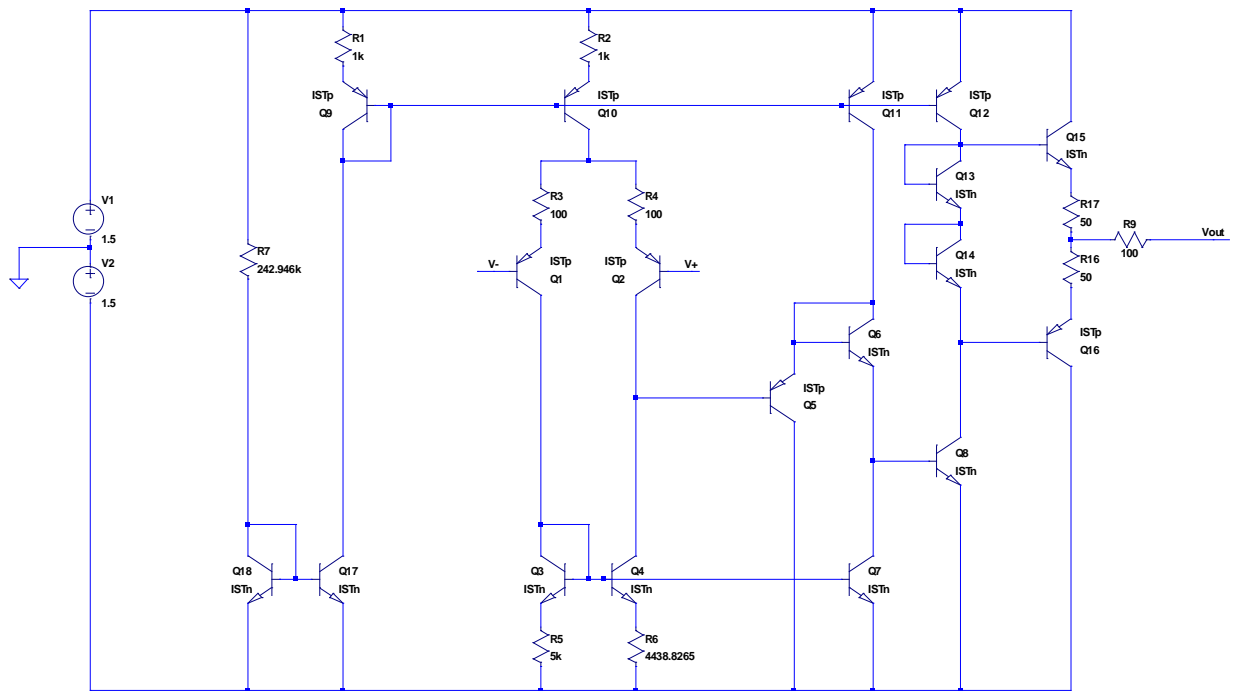 R1
1k
ISTp
Q9
R2
1k
ISTp
Q10
ISTp
Q11
ISTp
Q12
Q15
ISTn
Q13
ISTn
V1
1.5
V2
1.5
R7
242.946k
R3
100
R4
100
V-
ISTp
Q1
ISTp
Q2
V+
R17
50
R9
100
Vout
R16
50
Q14
ISTn
Q6
ISTn
ISTp
Q16
ISTp
Q5
Q8
ISTn
Q18
ISTn
Q17
ISTn
Q3
ISTn
Q4
ISTn
Q7
ISTn
R5
5k
R6
4438.8265